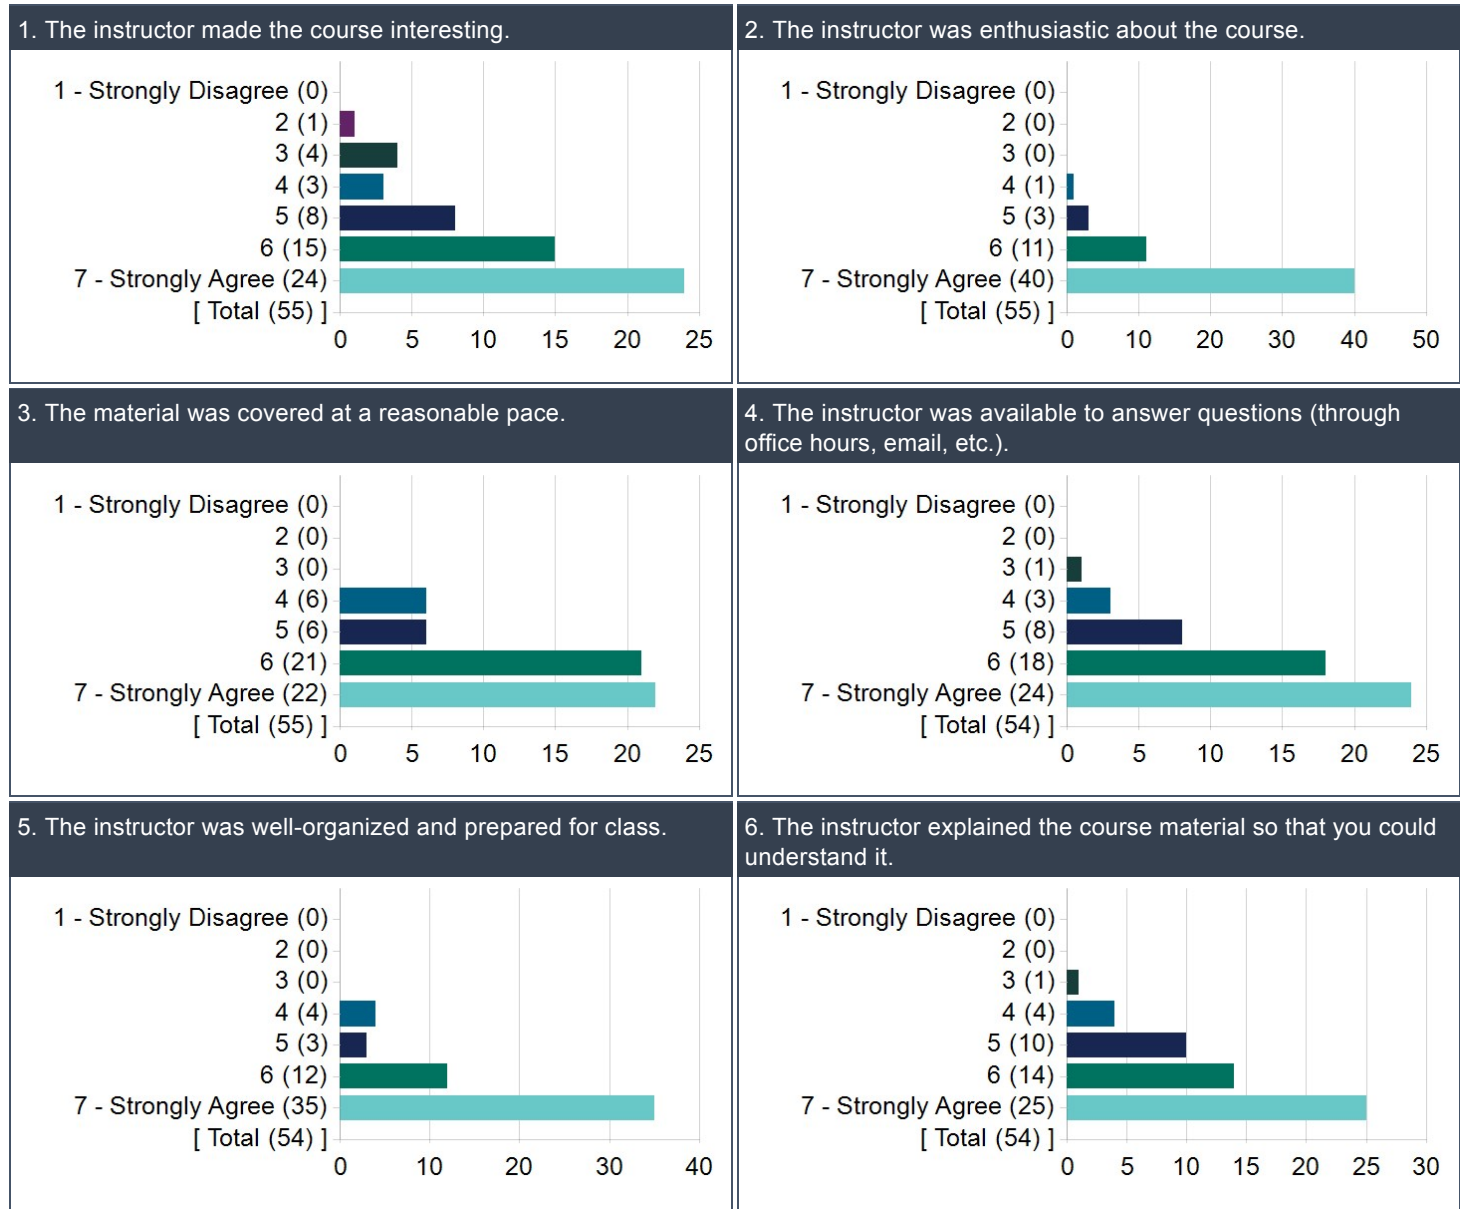 1. The instructor made the course interesting.
1 - Strongly Disagree (0)
2 (1)
3 (4)
4 (3)
5 (8)
6 (15)
7 - Strongly Agree (24)
[ Total (55) ]
0 5 10 15 20 25
2. The instructor was enthusiastic about the course.
1 - Strongly Disagree (0)
2 (0)
3 (0)
4 (1)
5 (3)
6 (11)
7 - Strongly Agree (40)
[ Total (55) ]
0 10 20 30 40 50
3. The material was covered at a reasonable pace.
1 - Strongly Disagree (0)
2 (0)
3 (0)
4 (6)
5 (6)
6 (21)
7 - Strongly Agree (22)
[ Total (55) ]
0 5 10 15 20 25
4. The instructor was available to answer questions (through
office hours, email, etc.).
1 - Strongly Disagree (0)
2 (0)
3 (1)
4 (3)
5 (8)
6 (18)
7 - Strongly Agree (24)
[ Total (54) ]
0 5 10 15 20 25
5. The instructor was well-organized and prepared for class.
1 - Strongly Disagree (0)
2 (0)
3 (0)
4 (4)
5 (3)
6 (12)
7 - Strongly Agree (35)
[ Total (54) ]
0 10 20 30 40
6. The instructor explained the course material so that you could
understand it.
1 - Strongly Disagree (0)
2 (0)
3 (1)
4 (4)
5 (10)
6 (14)
7 - Strongly Agree (25)
[ Total (54) ]
0 5 10 15 20 25 30